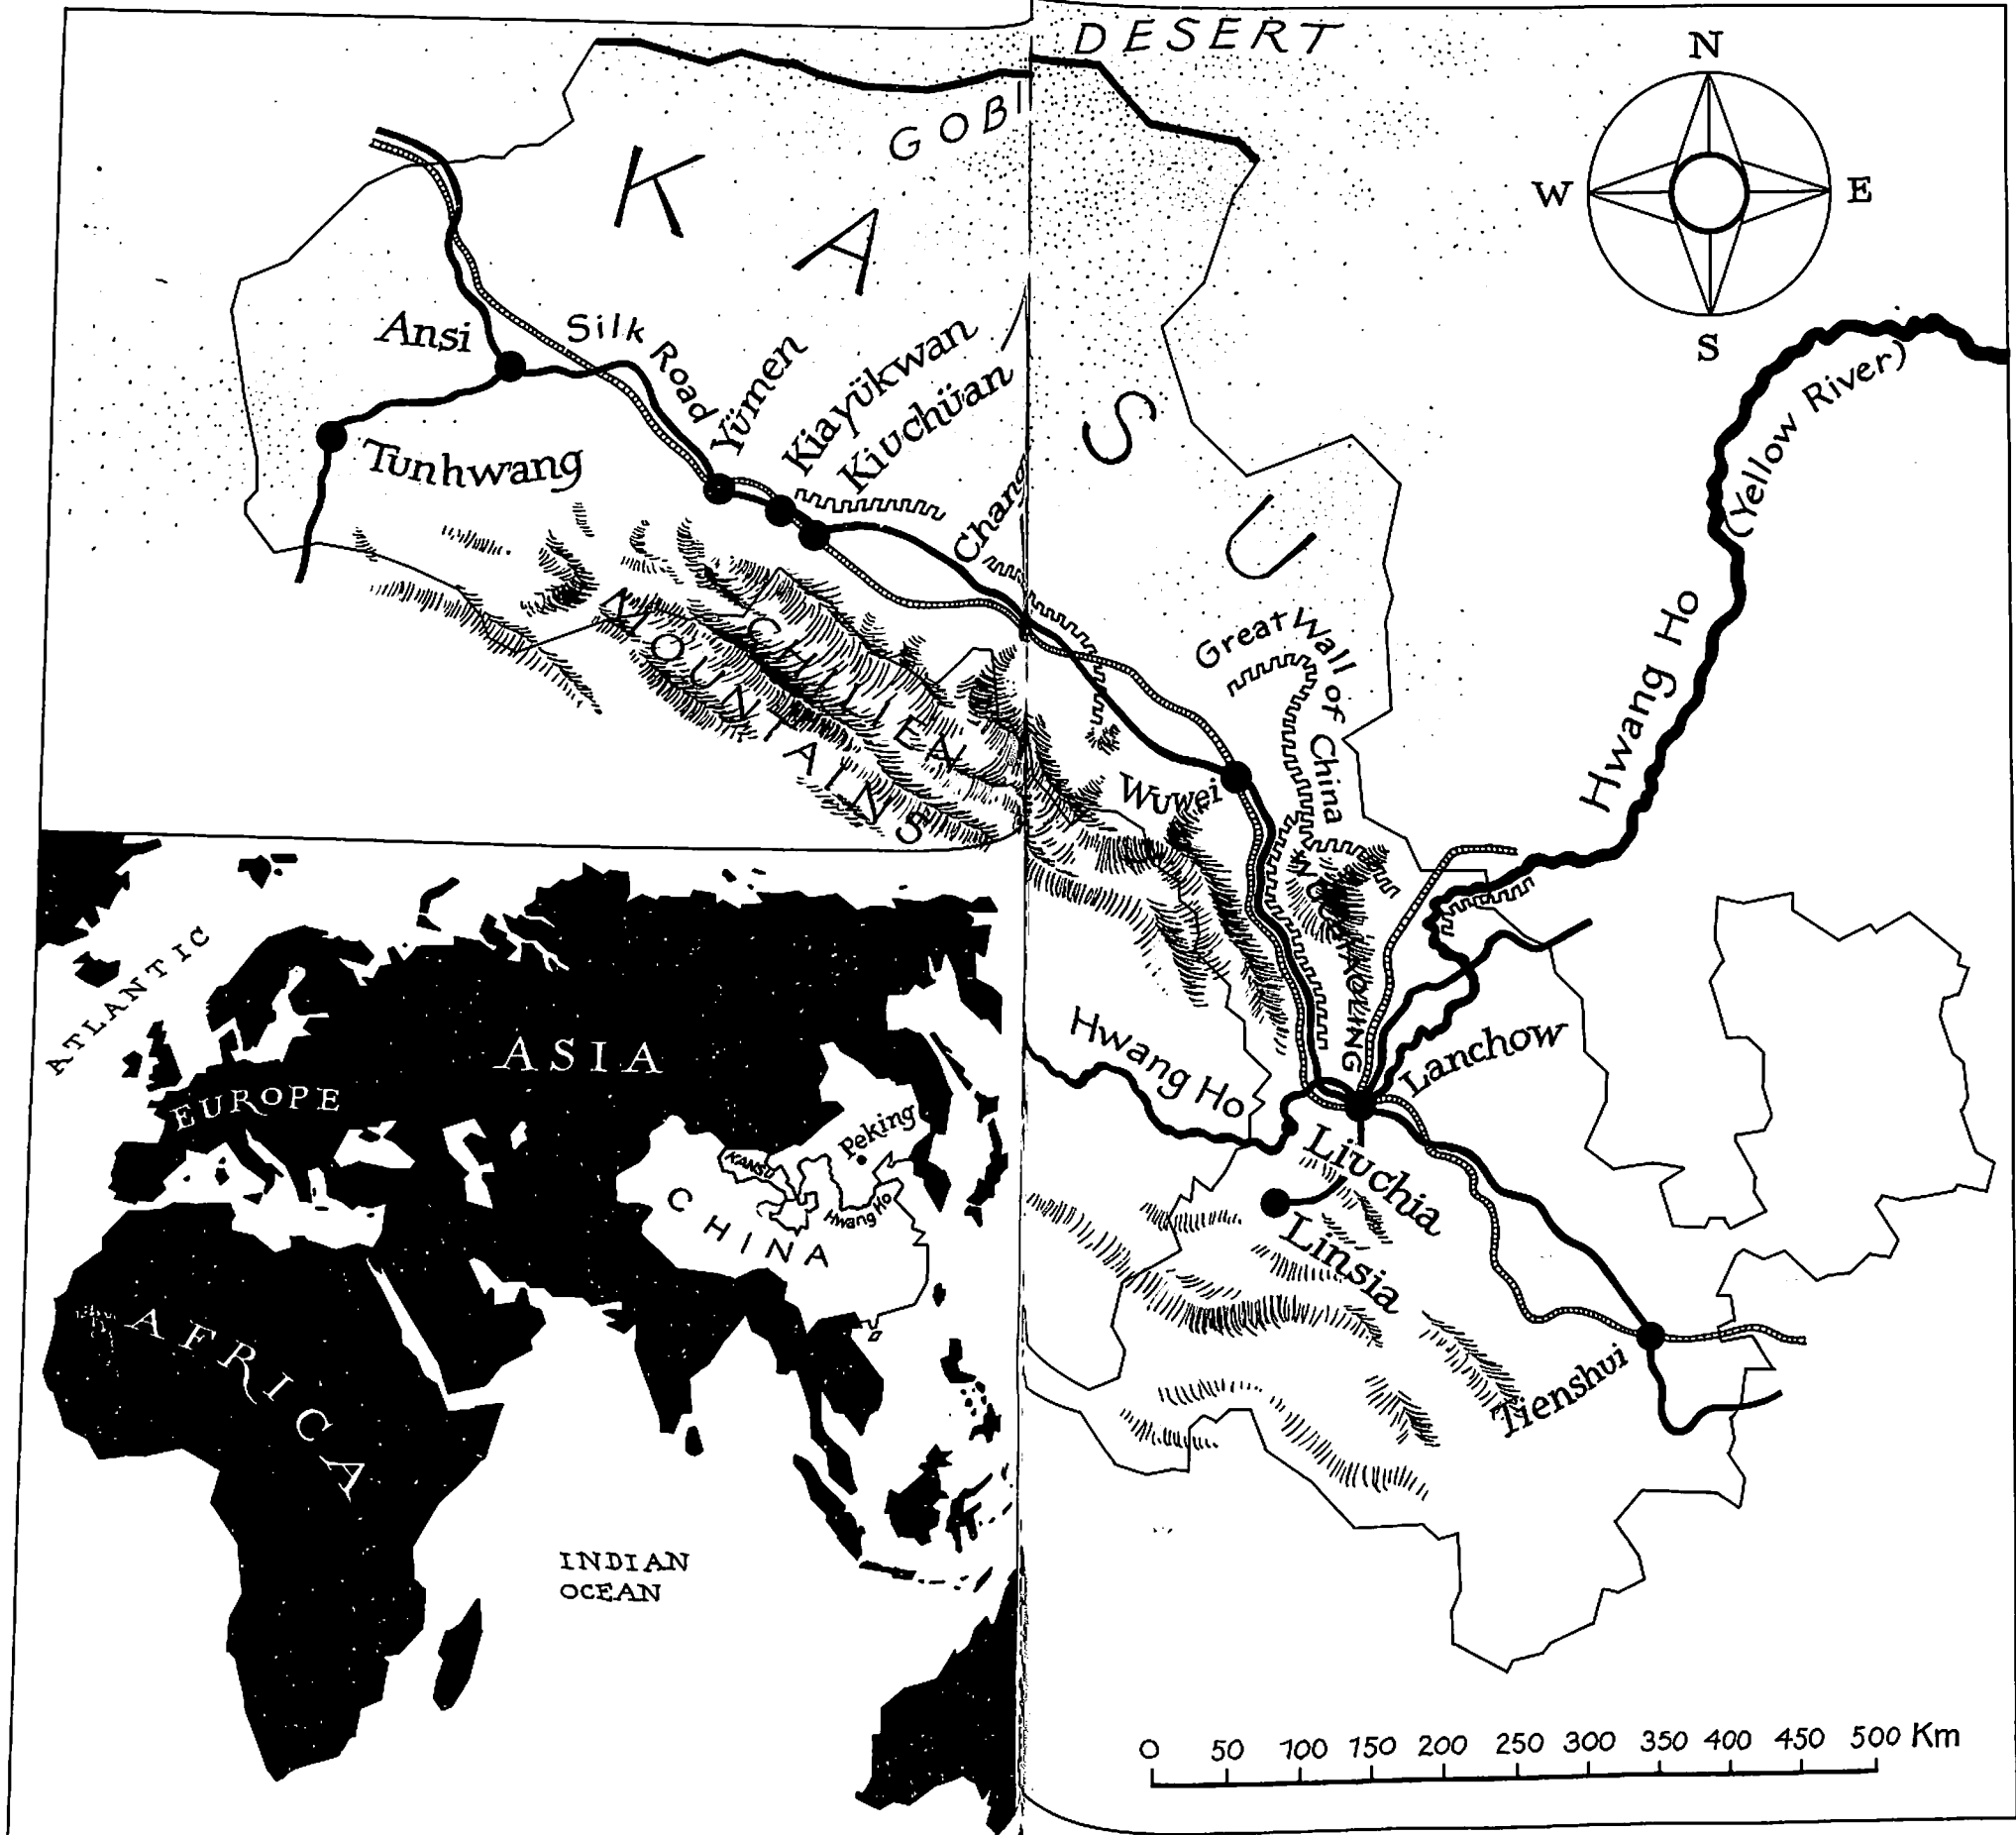 DESERT
GOBI
N
W
E
S
K
A
S
U
Ansi
Silk Road
Yümen
Kiayükwan
Kiuchüan
Tunhwang
Chang
(Yellow River)
Hwang Ho
Great Wall of China
CHILIEN
MOUNTAINS
Wuwei
ATLANTIC
ASIA
EUROPE
Peking
KANSU
CHINA
Hwang Ho
AFRICA
INDIAN
OCEAN
Hwang Ho
Lanchow
Liuchia
Linsia
Tienshui
0 50 100 150 200 250 300 350 400 450 500 Km